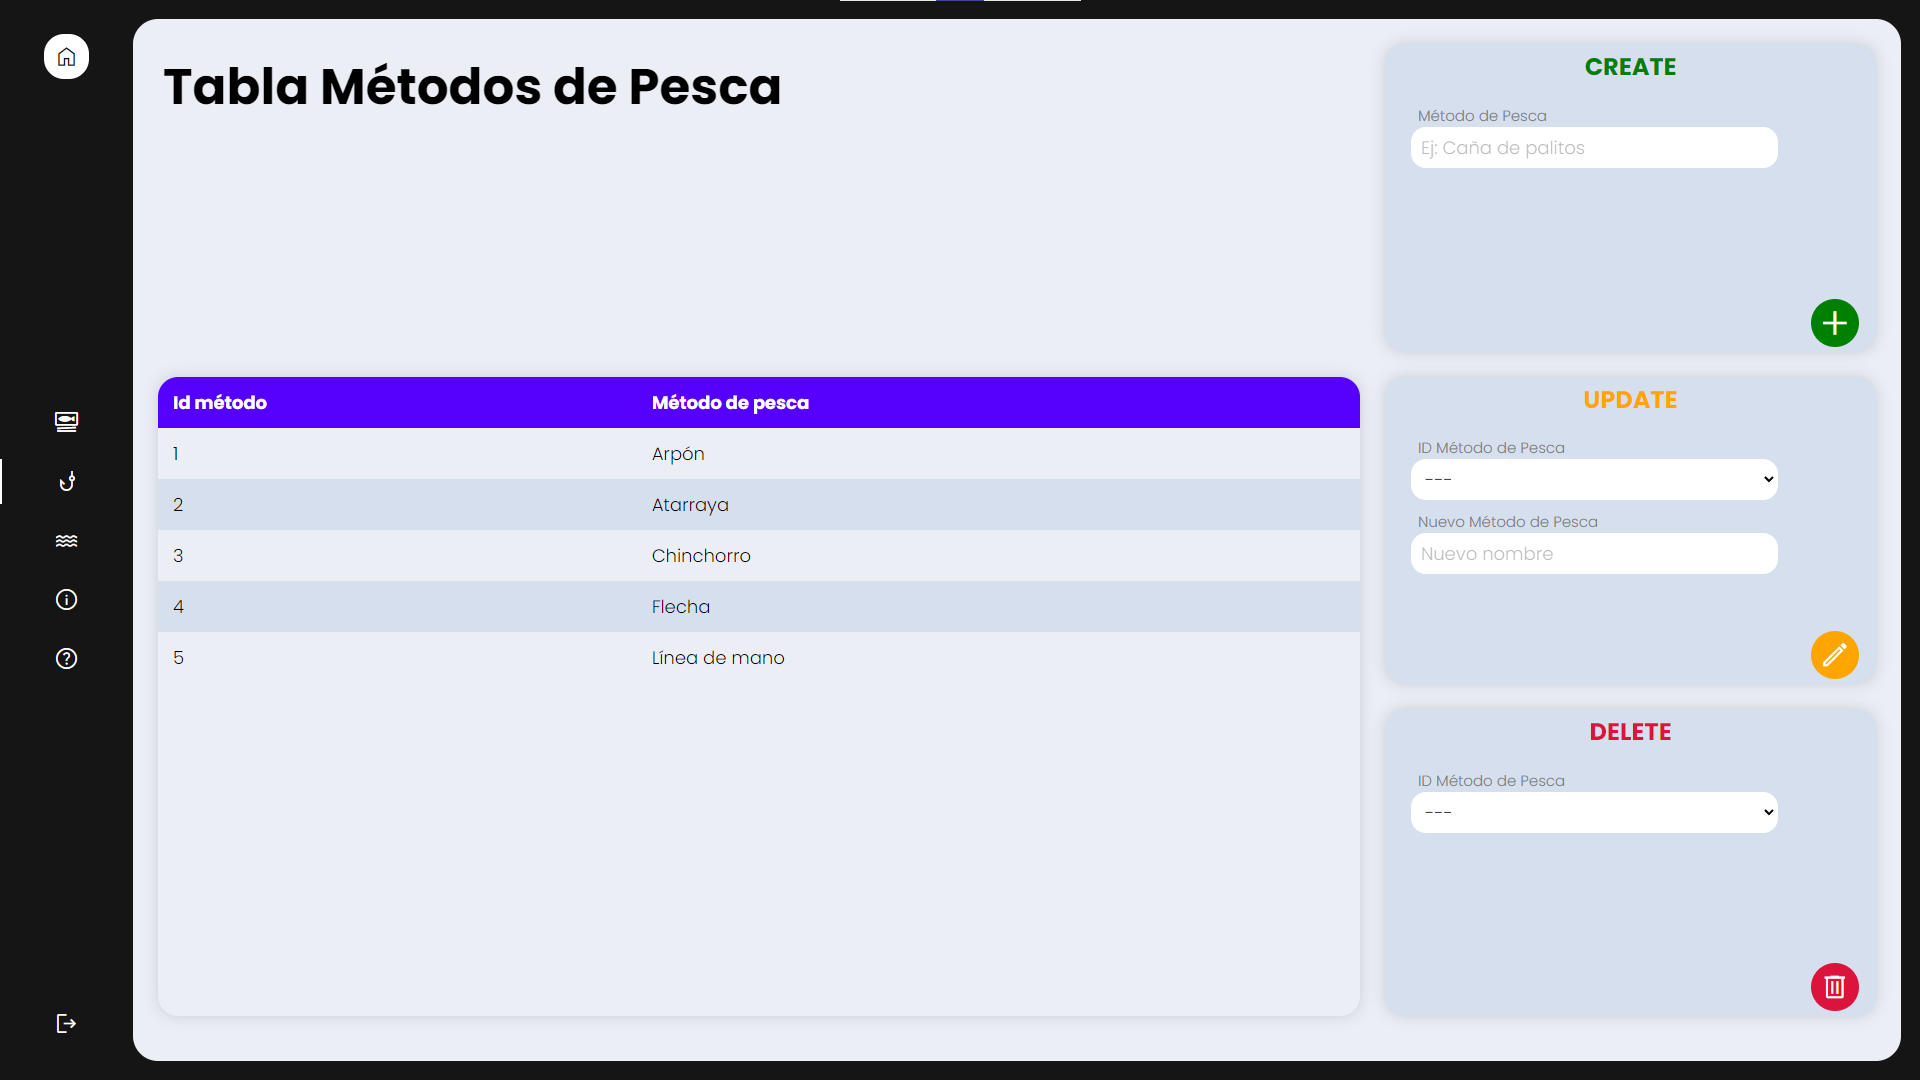 Tabla Métodos de Pesca
Id método Método de pesca
1 Arpón
2 Atarraya
3 Chinchorro
4 Flecha
5 Línea de mano
CREATE
Método de Pesca
Ej: Caña de palitos
UPDATE
ID Método de Pesca
---
Nuevo Método de Pesca
Nuevo nombre
DELETE
ID Método de Pesca
---